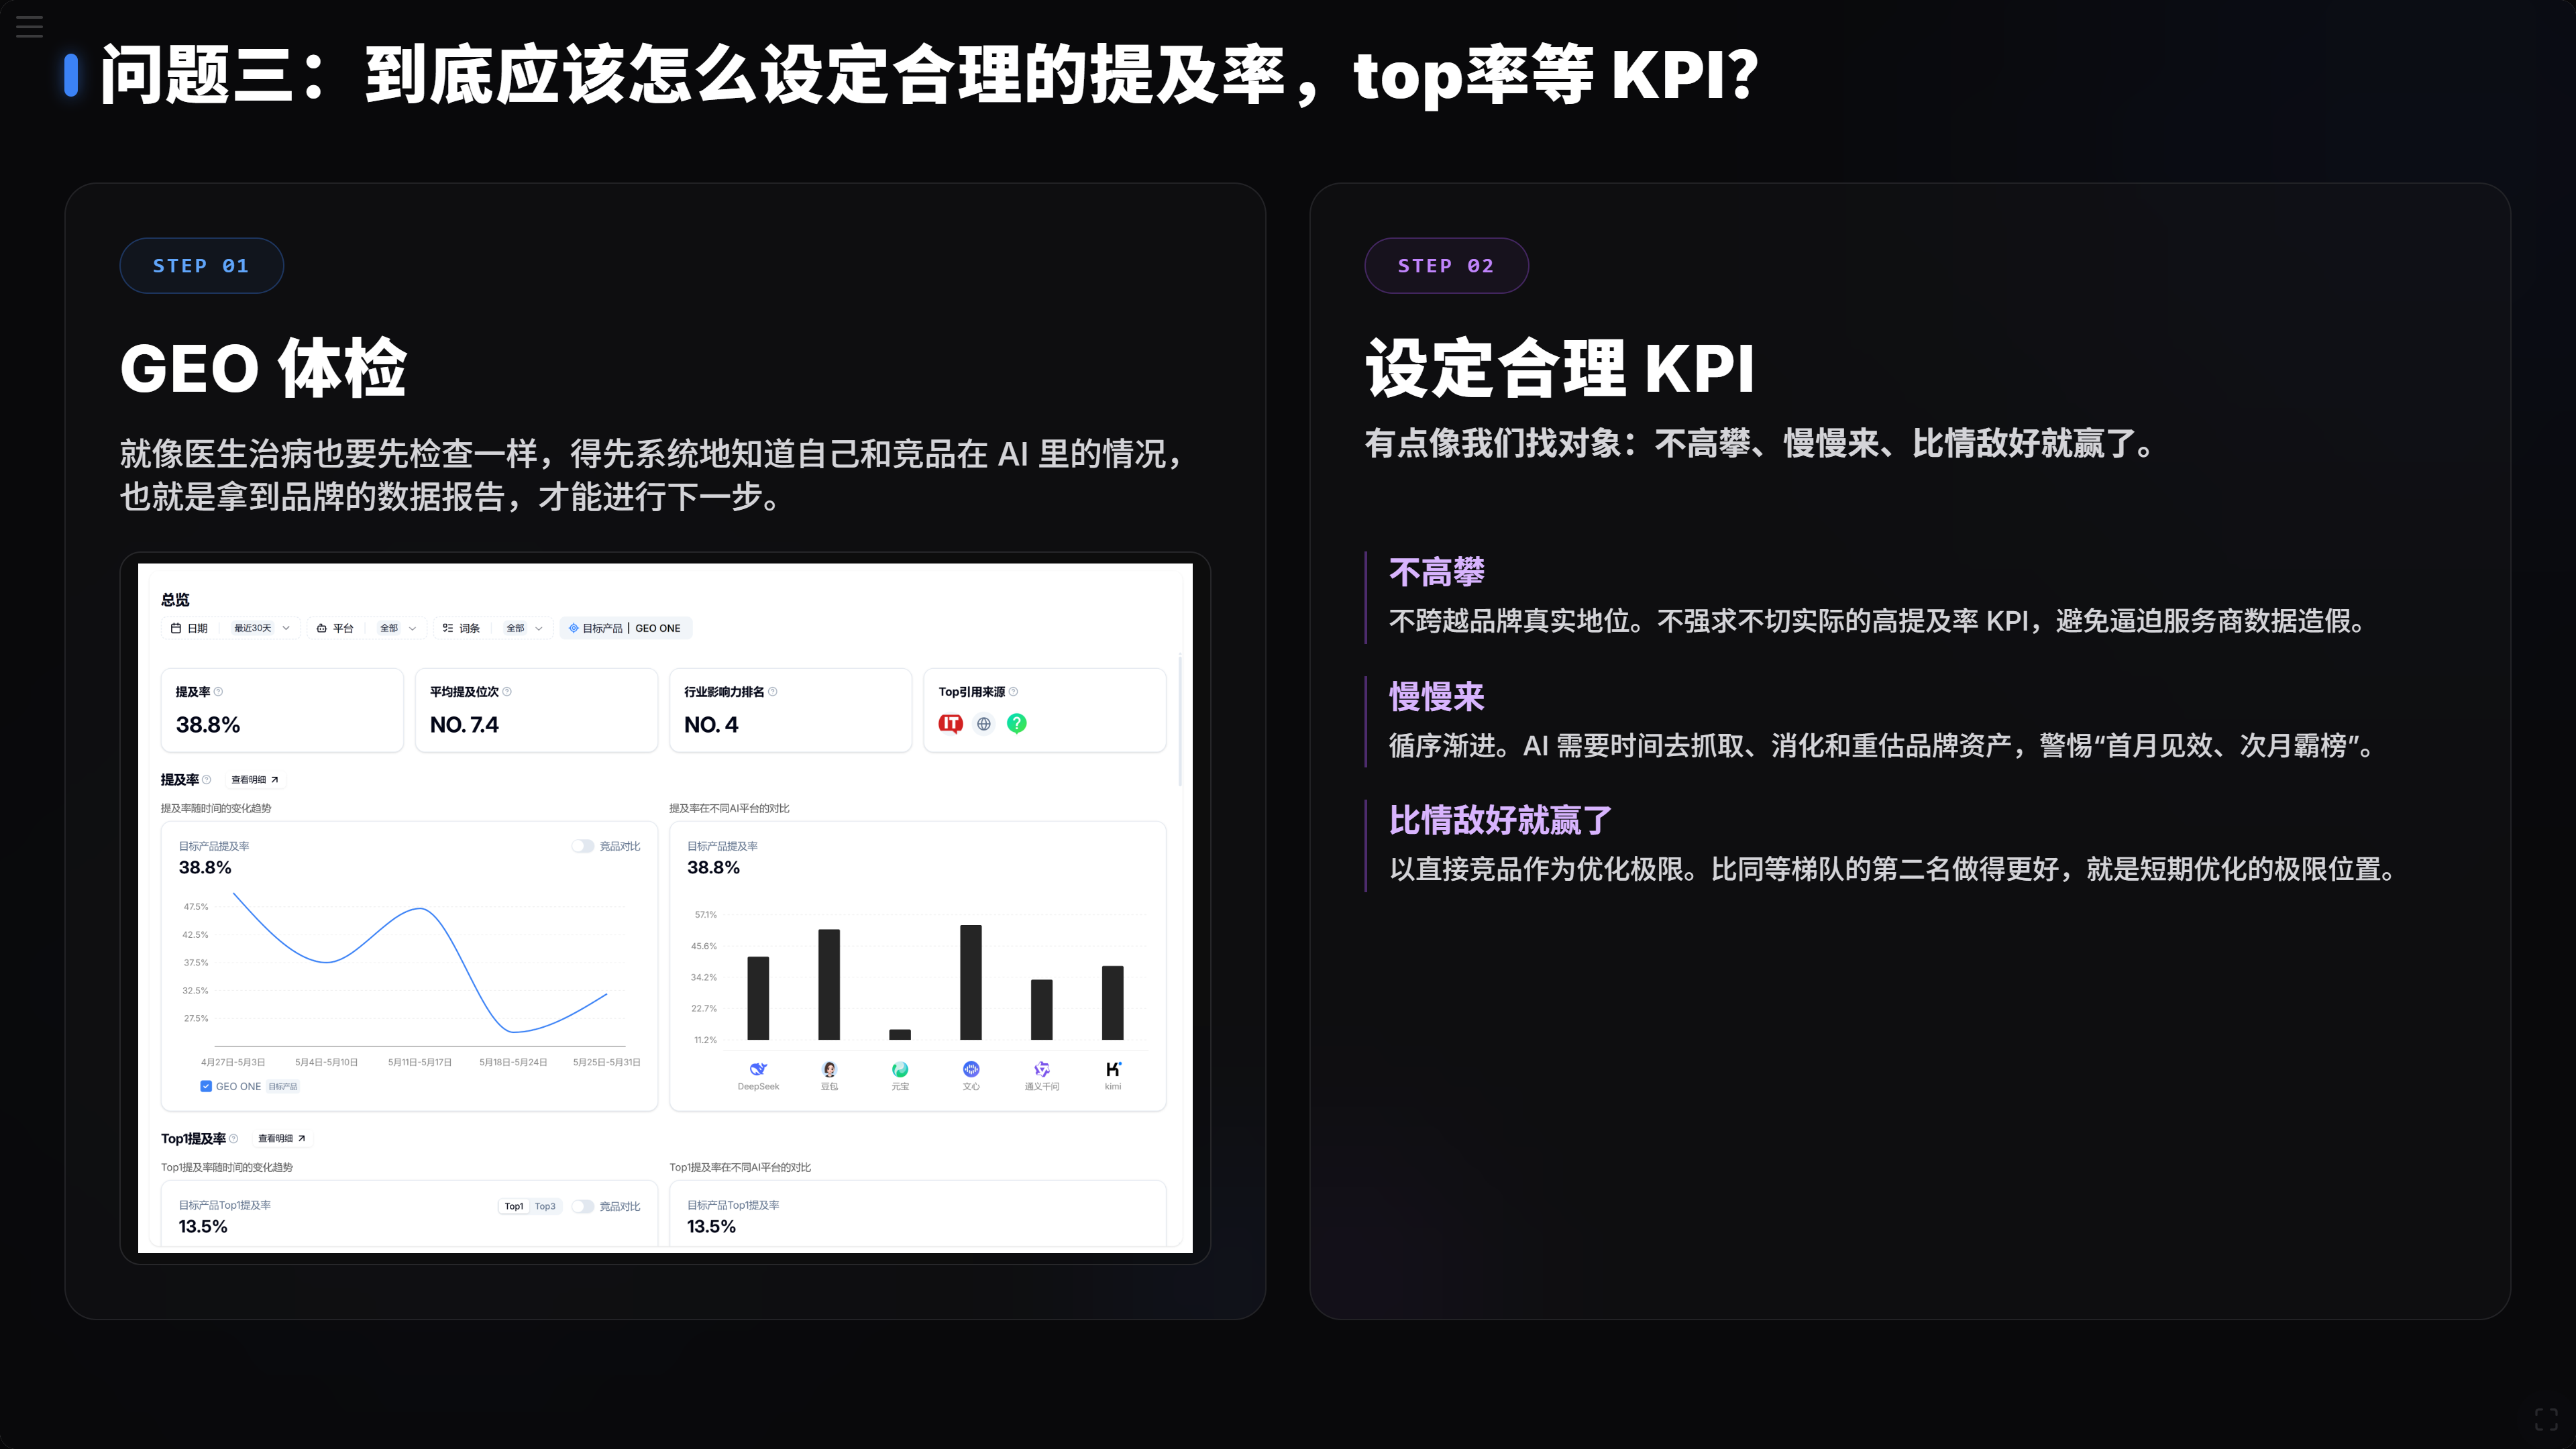 问题三：到底应该怎么设定合理的提及率，top率等 KPI？
STEP 01
GEO 体检
就像医生治病也要先检查一样，得先系统地知道自己和竞品在 AI 里的情况，
也就是拿到品牌的数据报告，才能进行下一步。
总览
日期 最近30天 平台 全部 词条 全部 目标产品 | GEO ONE
提及率 平均提及位次 行业影响力排名 Top引用来源
38.8% NO. 7.4 NO. 4 IT ?
提及率 查看明细
提及率随时间的变化趋势
目标产品提及率 竞品对比
38.8%
47.5%
42.5%
37.5%
32.5%
27.5%
4月27日-5月3日 5月4日-5月10日 5月11日-5月17日 5月18日-5月24日 5月25日-5月31日
GEO ONE 目标产品
提及率在不同AI平台的对比
目标产品提及率
38.8%
57.1%
45.6%
34.2%
22.7%
11.2%
DeepSeek 豆包 元宝 文心 通义千问 kimi
Top1提及率 查看明细
Top1提及率随时间的变化趋势
目标产品Top1提及率 Top1 Top3 竞品对比
13.5%
Top1提及率在不同AI平台的对比
目标产品Top1提及率
13.5%
STEP 02
设定合理 KPI
有点像我们找对象：不高攀、慢慢来、比情敌好就赢了。
不高攀
不跨越品牌真实地位。不强求不切实际的高提及率 KPI，避免逼迫服务商数据造假。
慢慢来
循序渐进。AI 需要时间去抓取、消化和重估品牌资产，警惕“首月见效、次月霸榜”。
比情敌好就赢了
以直接竞品作为优化极限。比同等梯队的第二名做得更好，就是短期优化的极限位置。